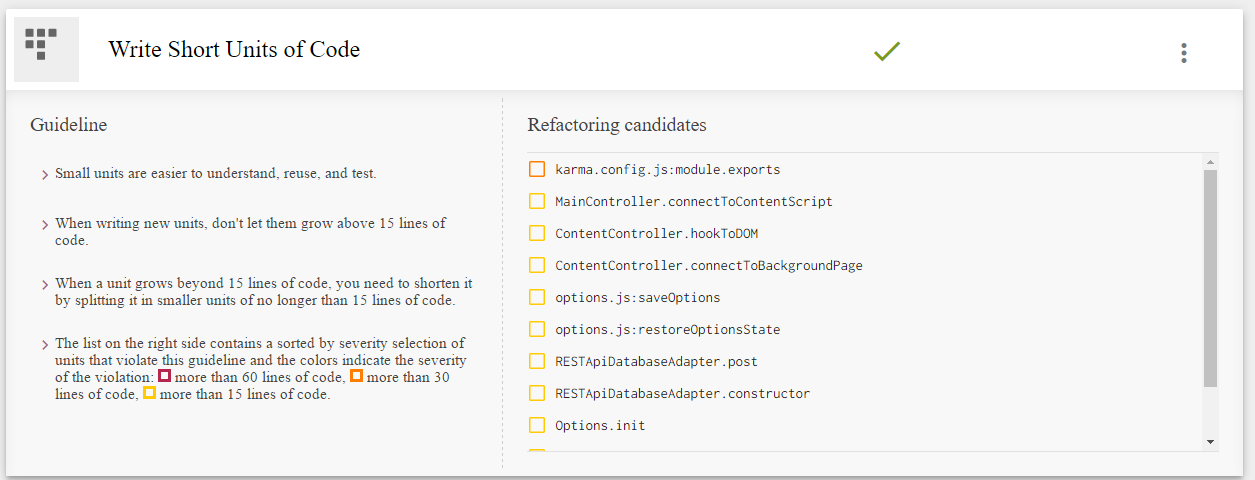 Write Short Units of Code
Guideline
Small units are easier to understand, reuse, and test.
When writing new units, don't let them grow above 15 lines of
code.
When a unit grows beyond 15 lines of code, you need to shorten it
by splitting it in smaller units of no longer than 15 lines of code.
The list on the right side contains a sorted by severity selection of
units that violate this guideline and the colors indicate the severity
of the violation: more than 60 lines of code, more than 30
lines of code, more than 15 lines of code.
Refactoring candidates
karma.config.js:module.exports
MainController.connectToContentScript
ContentController.hookToDOM
ContentController.connectToBackgroundPage
options.js:saveOptions
options.js:restoreOptionsState
RESTApiDatabaseAdapter.post
RESTApiDatabaseAdapter.constructor
Options.init